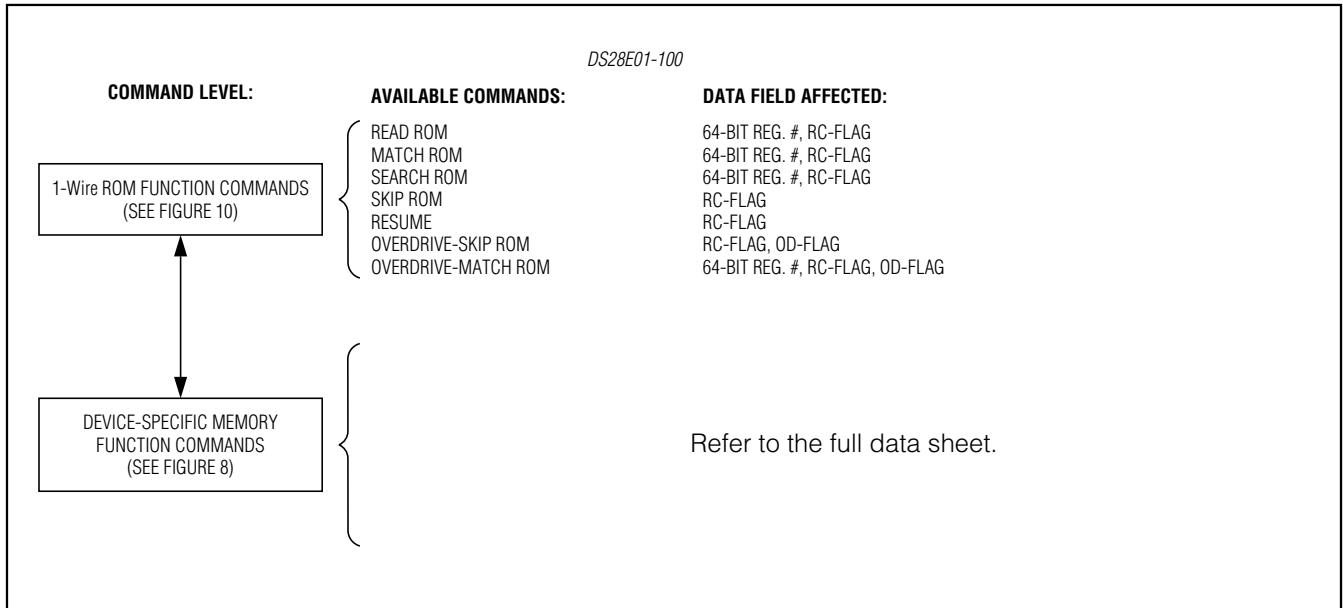 DS28E01-100
COMMAND LEVEL: AVAILABLE COMMANDS: DATA FIELD AFFECTED:
1-Wire ROM FUNCTION COMMANDS
(SEE FIGURE 10)
READ ROM 64-BIT REG. #, RC-FLAG
MATCH ROM 64-BIT REG. #, RC-FLAG
SEARCH ROM 64-BIT REG. #, RC-FLAG
SKIP ROM RC-FLAG
RESUME RC-FLAG
OVERDRIVE-SKIP ROM RC-FLAG, OD-FLAG
OVERDRIVE-MATCH ROM 64-BIT REG. #, RC-FLAG, OD-FLAG
DEVICE-SPECIFIC MEMORY
FUNCTION COMMANDS
(SEE FIGURE 8)
Refer to the full data sheet.